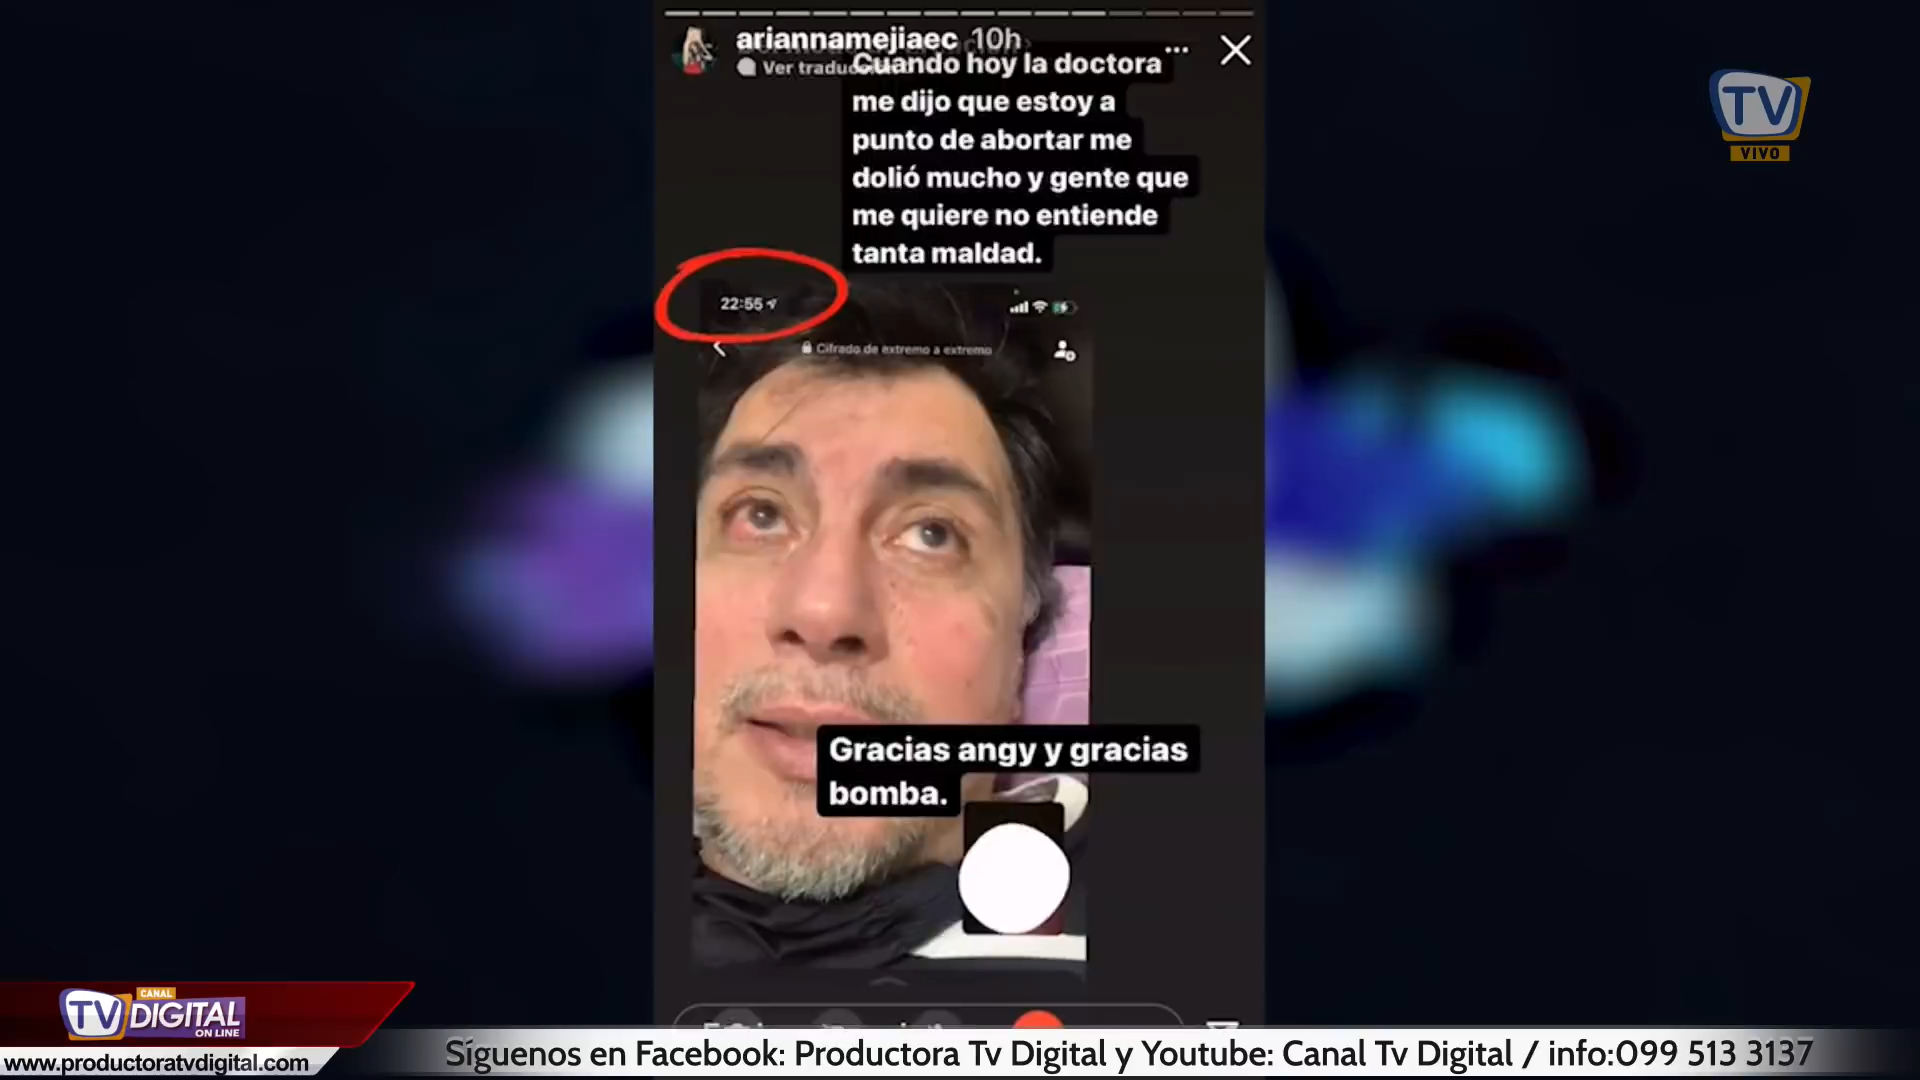 ariannamejiaec 10h
Ver traducción
Cuando hoy la doctora
me dijo que estoy a
punto de abortar me
dolió mucho y gente que
me quiere no entiende
tanta maldad.
TV
VIVO
22:55
Cifrado de extremo a extremo
Gracias angy y gracias
bomba.
CANAL
TV DIGITAL
ON LINE
www.productoratvdigital.com
Síguenos en Facebook: Productora Tv Digital y Youtube: Canal Tv Digital / info:099 513 3137